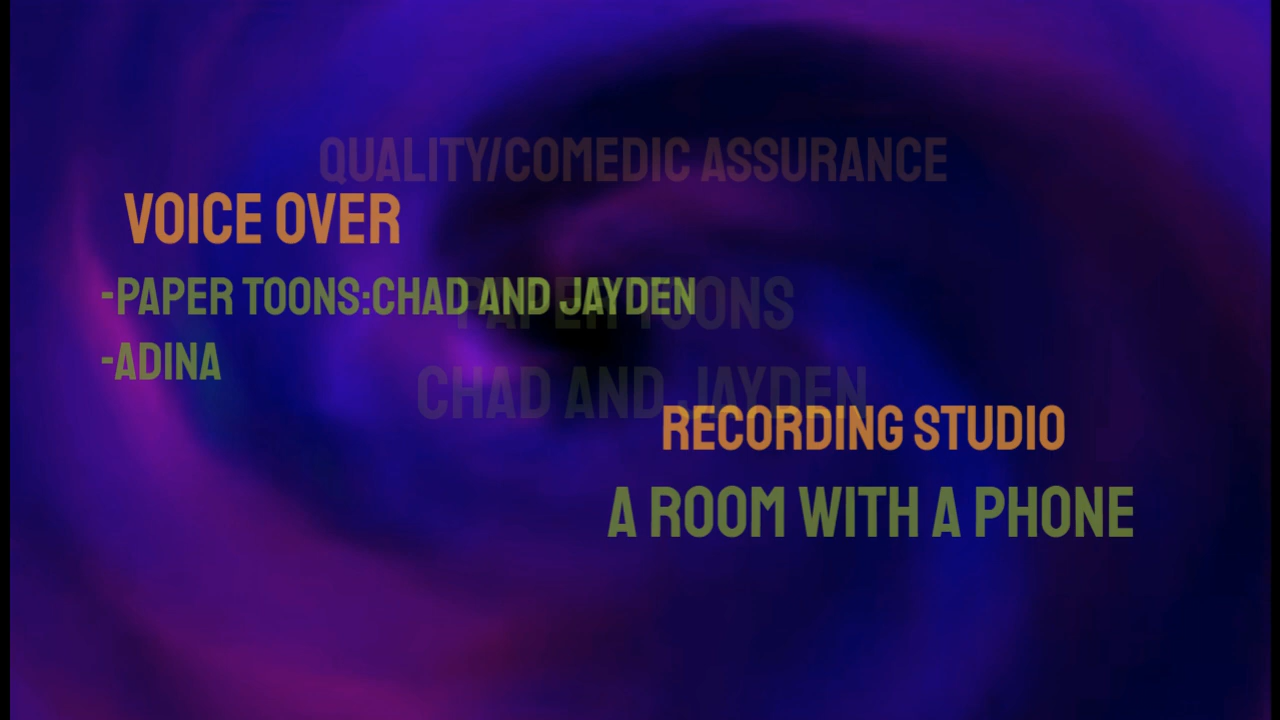 QUALITY/COMEDIC ASSURANCE
VOICE OVER
-PAPER TOONS:CHAD AND JAYDEN
PAPER TOONS
-ADINA
CHAD AND JAYDEN
RECORDING STUDIO
A ROOM WITH A PHONE